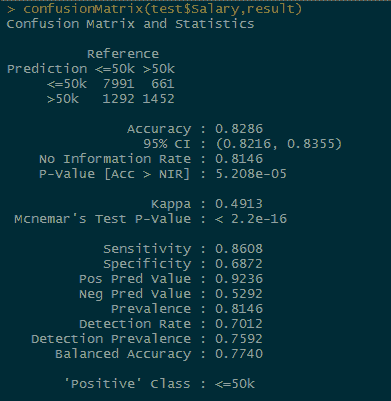 > confusionMatrix(test$Salary,result)
Confusion Matrix and Statistics
Reference
Prediction <=50k >50k
<=50k 7991 661
>50k 1292 1452
Accuracy : 0.8286
95% CI : (0.8216, 0.8355)
No Information Rate : 0.8146
P-Value [Acc > NIR] : 5.208e-05
Kappa : 0.4913
Mcnemar's Test P-Value : < 2.2e-16
Sensitivity : 0.8608
Specificity : 0.6872
Pos Pred Value : 0.9236
Neg Pred Value : 0.5292
Prevalence : 0.8146
Detection Rate : 0.7012
Detection Prevalence : 0.7592
Balanced Accuracy : 0.7740
'Positive' Class : <=50k